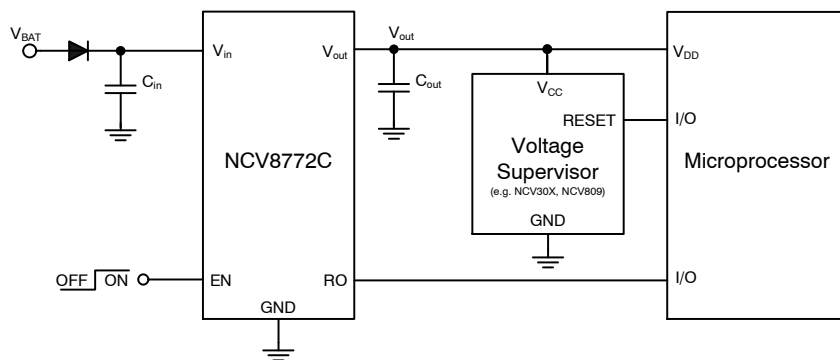 VBAT
Vin
Vout
Vout
VDD
Cin
Cout
VCC
RESET
I/O
NCV8772C
Voltage
Supervisor
(e.g. NCV30X, NCV809)
Microprocessor
GND
OFF
ON
EN
RO
I/O
GND